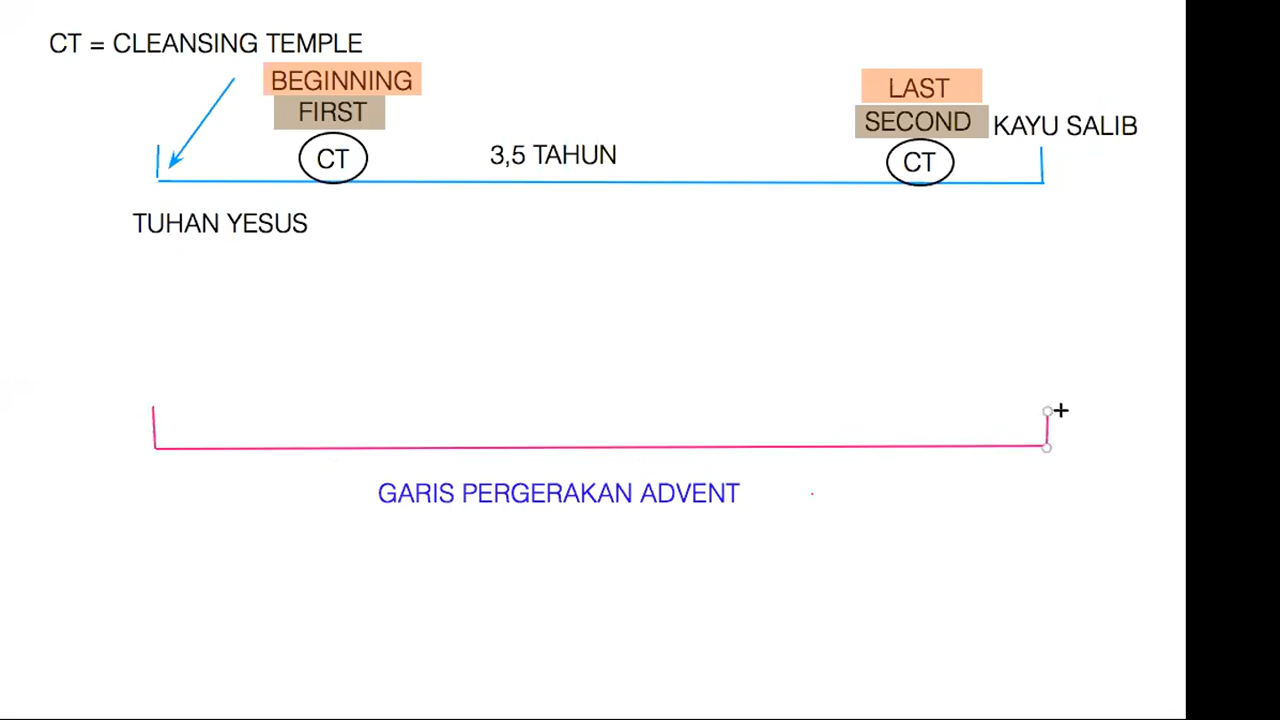 CT = CLEANSING TEMPLE
BEGINNING
FIRST
CT
3,5 TAHUN
LAST
SECOND
CT
KAYU SALIB
TUHAN YESUS
GARIS PERGERAKAN ADVENT